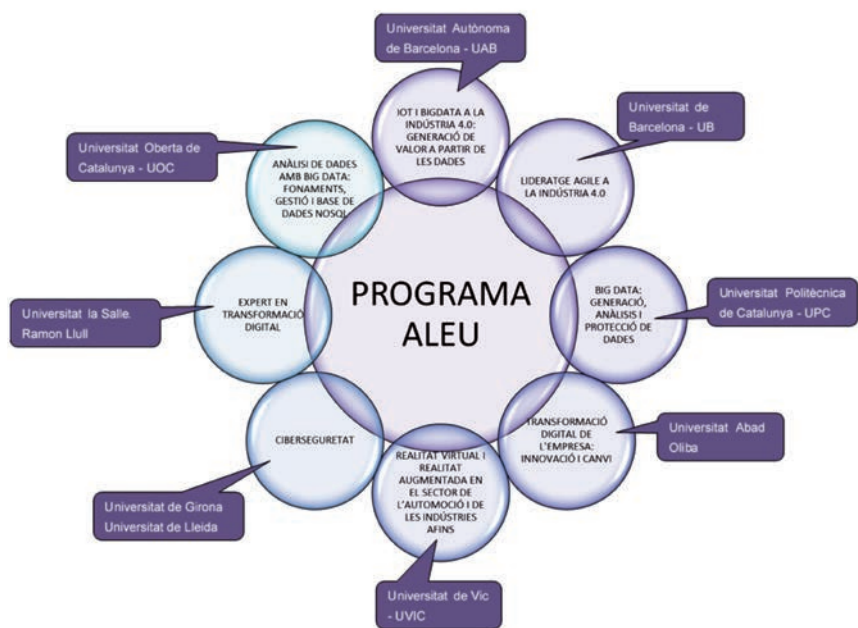 Universitat Autònoma
de Barcelona - UAB
IOT I BIGDATA A LA
INDÚSTRIA 4.0:
GENERACIÓ DE
VALOR A PARTIR DE
LES DADES
Universitat de
Barcelona - UB
LIDERATGE AGILE A
LA INDÚSTRIA 4.0
Universitat Politècnica
de Catalunya - UPC
BIG DATA:
GENERACIÓ,
ANÀLISI I
PROTECCIÓ DE
DADES
Universitat Abad
Oliba
TRANSFORMACIÓ
DIGITAL DE
L'EMPRESA:
INNOVACIÓ I CANVI
Universitat de Vic
- UVIC
REALITAT VIRTUAL I
REALITAT
AUGMENTADA EN
EL SECTOR DE
L'AUTOMOCIÓ I DE
LES INDÚSTRIES
AFINS
Universitat de Girona
Universitat de Lleida
CIBERSEGURETAT
Universitat la Salle.
Ramon Llull
EXPERT EN
TRANSFORMACIÓ
DIGITAL
Universitat Oberta de
Catalunya - UOC
ANÀLISI DE DADES
AMB BIG DATA:
FONAMENTS,
GESTIÓ I BASE DE
DADES NOSQL
PROGRAMA
ALEU